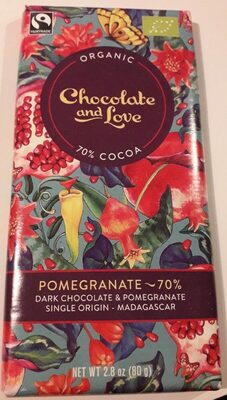 FAIRTRADE
ORGANIC
Chocolate
and Love
70% COCOA
POMEGRANATE ~ 70%
DARK CHOCOLATE & POMEGRANATE
SINGLE ORIGIN - MADAGASCAR
NET WT 2.8 oz (80 g)